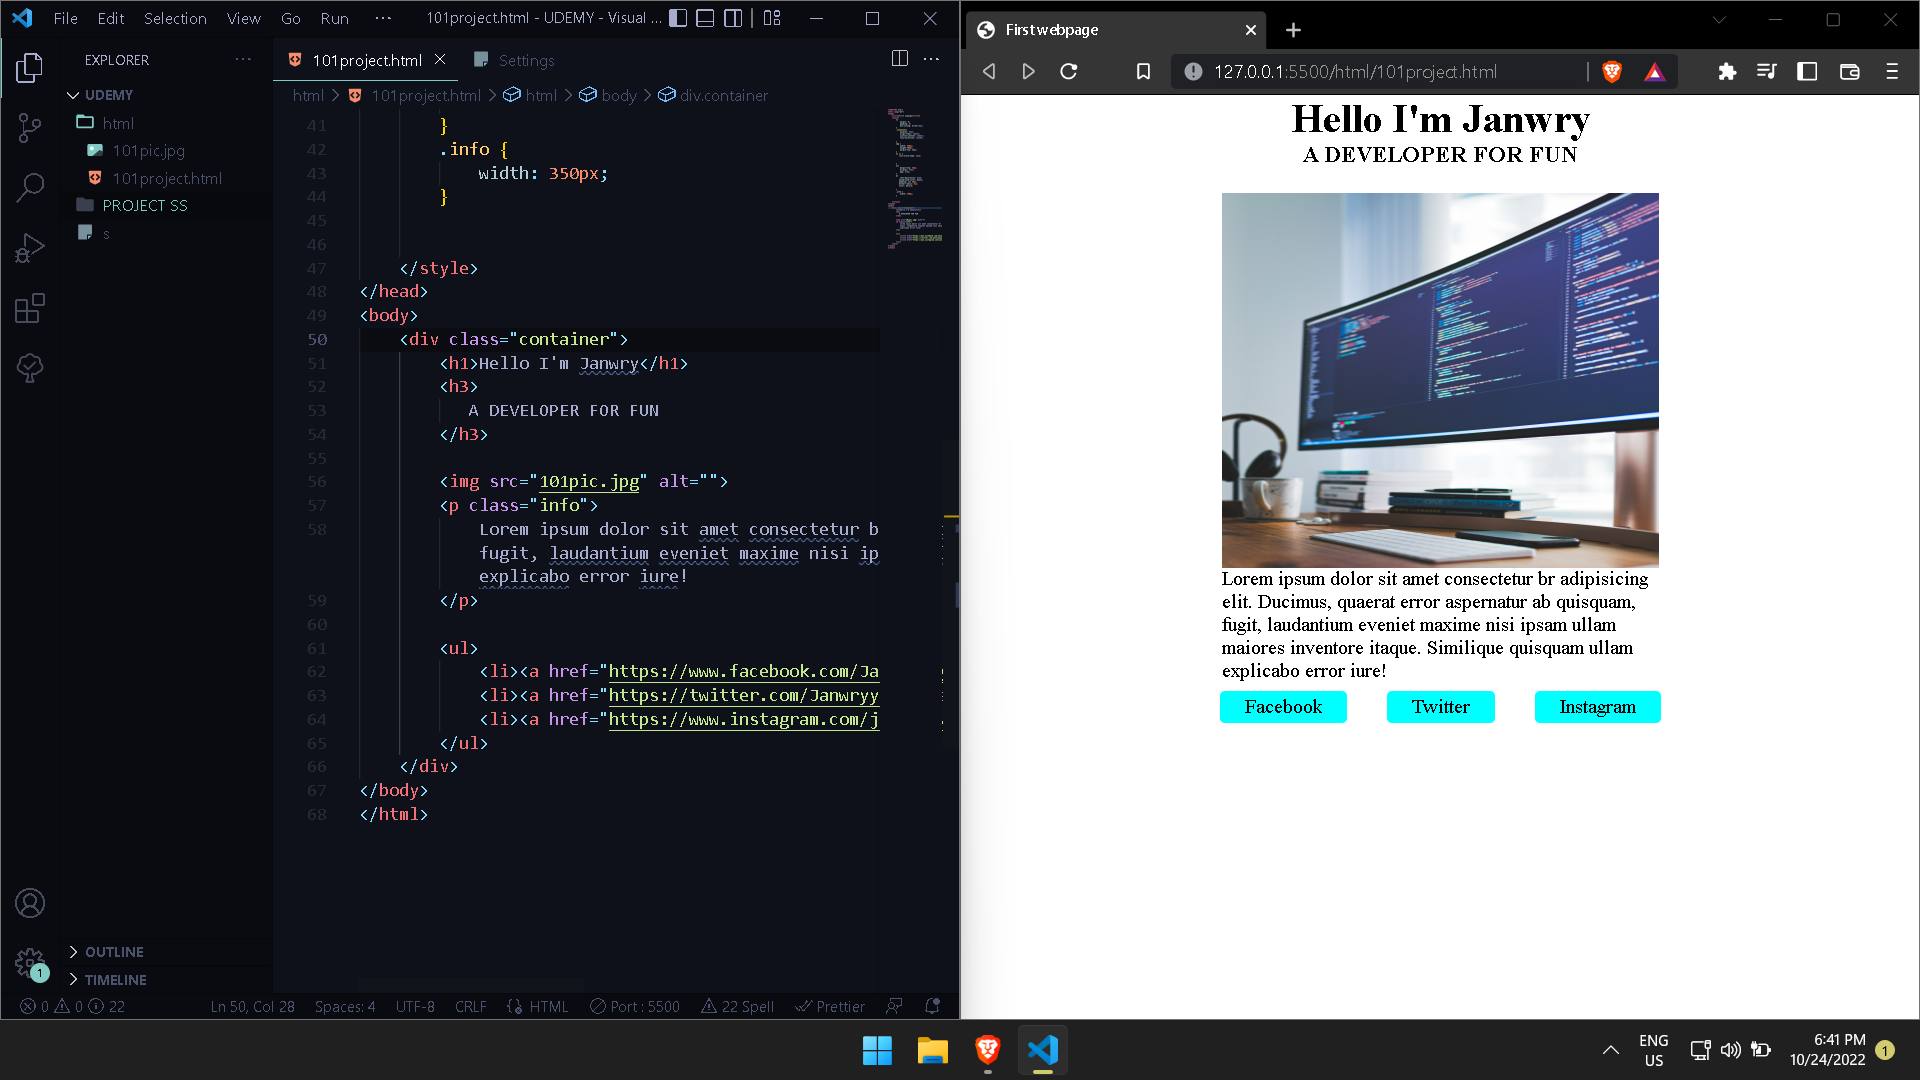 File Edit Selection View Go Run ··· 101project.html - UDEMY - Visual ...
EXPLORER ···
UDEMY
html
101pic.jpg
101project.html
PROJECT SS
s
OUTLINE
TIMELINE
1
101project.html Settings ···
html > 101project.html > html > body > div.container
41 }
42 .info {
43 width: 350px;
44 }
45
46
47 </style>
48 </head>
49 <body>
50 <div class="container">
51 <h1>Hello I'm Janwry</h1>
52 <h3>
53 A DEVELOPER FOR FUN
54 </h3>
55
56 <img src="101pic.jpg" alt="">
57 <p class="info">
58 Lorem ipsum dolor sit amet consectetur b
fugit, laudantium eveniet maxime nisi ip
explicabo error iure!
59 </p>
60
61 <ul>
62 <li><a href="https://www.facebook.com/Ja
63 <li><a href="https://twitter.com/Janwryy
64 <li><a href="https://www.instagram.com/j
65 </ul>
66 </div>
67 </body>
68 </html>
0 0 22 Ln 50, Col 28 Spaces: 4 UTF-8 CRLF HTML Port : 5500 22 Spell Prettier
First webpage
127.0.0.1:5500/html/101project.html
Hello I'm Janwry
A DEVELOPER FOR FUN
Lorem ipsum dolor sit amet consectetur br adipisicing
elit. Ducimus, quaerat error aspernatur ab quisquam,
fugit, laudantium eveniet maxime nisi ipsam ullam
maiores inventore itaque. Similique quisquam ullam
explicabo error iure!
Facebook Twitter Instagram
ENG
US
6:41 PM
10/24/2022
1